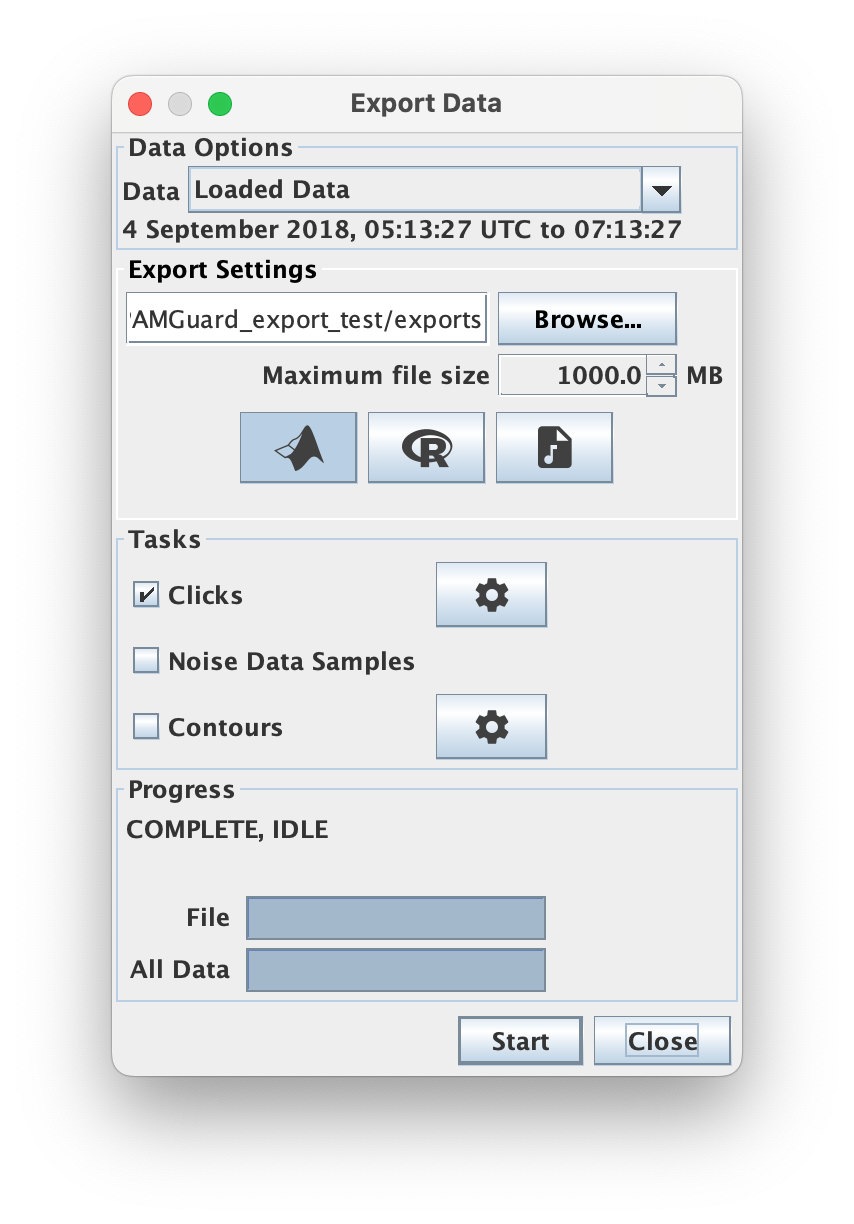 Export Data
Data Options
Data Loaded Data
4 September 2018, 05:13:27 UTC to 07:13:27
Export Settings
AMGuard_export_test/exports Browse...
Maximum file size 1000.0 MB
R
Tasks
Clicks
Noise Data Samples
Contours
Progress
COMPLETE, IDLE
File
All Data
Start Close